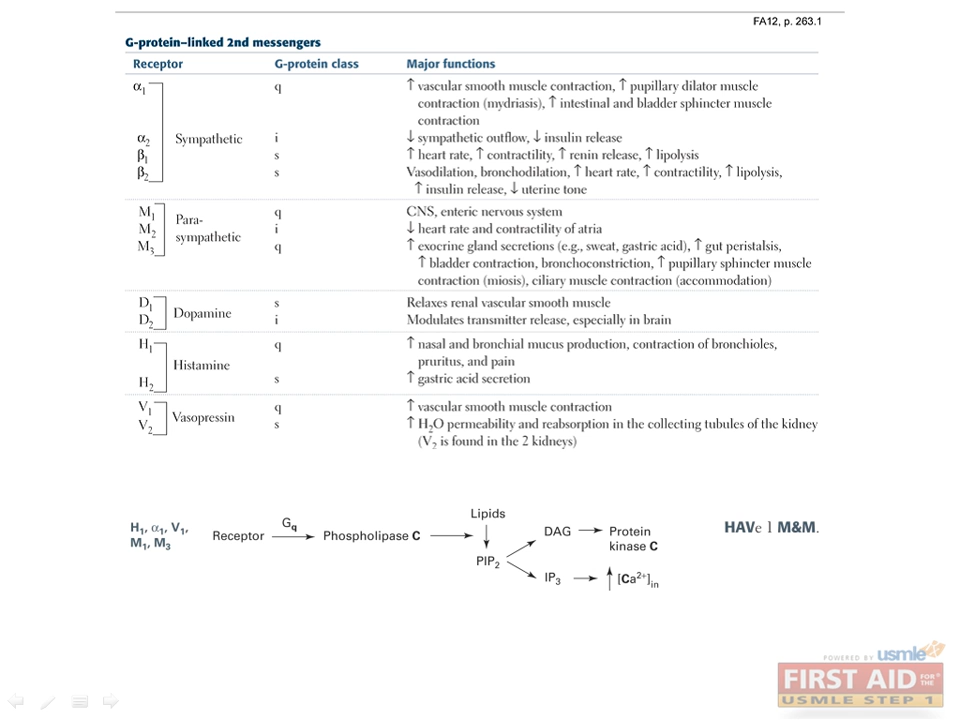 FA12, p. 263.1
G-protein–linked 2nd messengers
Receptor G-protein class Major functions
α1 q ↑ vascular smooth muscle contraction, ↑ pupillary dilator muscle
contraction (mydriasis), ↑ intestinal and bladder sphincter muscle
contraction
α2 Sympathetic i ↓ sympathetic outflow, ↓ insulin release
β1 s ↑ heart rate, ↑ contractility, ↑ renin release, ↑ lipolysis
β2 s Vasodilation, bronchodilation, ↑ heart rate, ↑ contractility, ↑ lipolysis,
↑ insulin release, ↓ uterine tone
M1 q CNS, enteric nervous system
Para-
M2 i ↓ heart rate and contractility of atria
sympathetic
M3 q ↑ exocrine gland secretions (e.g., sweat, gastric acid), ↑ gut peristalsis,
↑ bladder contraction, bronchoconstriction, ↑ pupillary sphincter muscle
contraction (miosis), ciliary muscle contraction (accommodation)
D1 s Relaxes renal vascular smooth muscle
Dopamine
D2 i Modulates transmitter release, especially in brain
H1 q ↑ nasal and bronchial mucus production, contraction of bronchioles,
pruritus, and pain
Histamine
H2 s ↑ gastric acid secretion
V1 q ↑ vascular smooth muscle contraction
Vasopressin
V2 s ↑ H2O permeability and reabsorption in the collecting tubules of the kidney
(V2 is found in the 2 kidneys)
H1, α1, V1,
M1, M3
Receptor Gq Phospholipase C
Lipids
PIP2
DAG Protein
kinase C
IP3 ↑ [Ca2+]in
HAVe 1 M&M.
POWERED BY usmle
FIRST AID FOR THE®
USMLE STEP 1